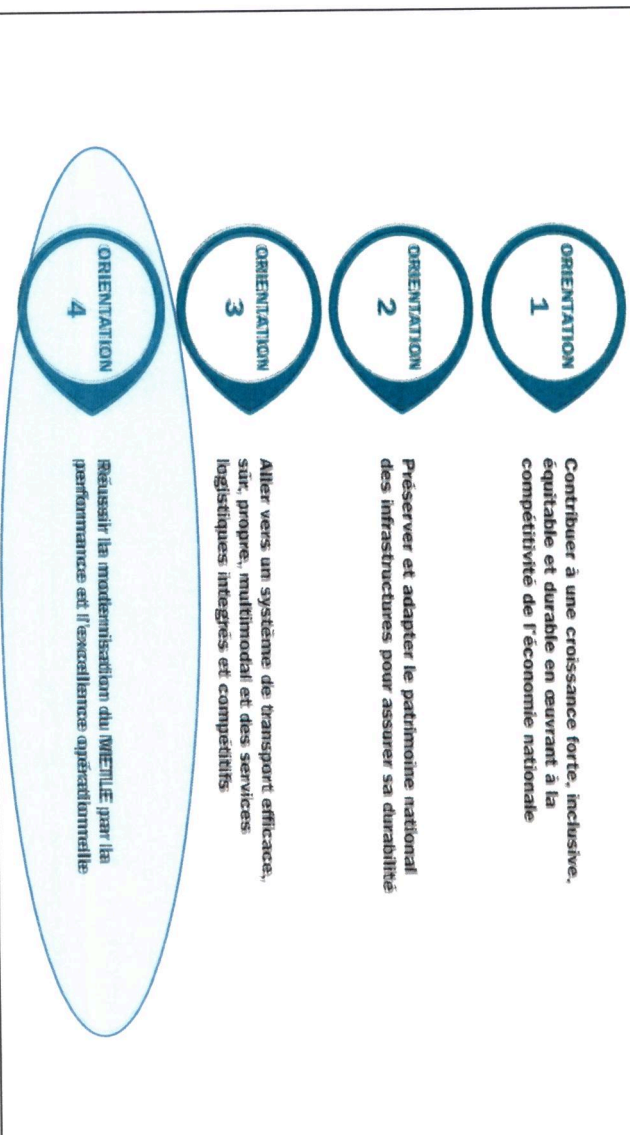 ORIENTATION
1
Contribuer à une croissance forte, inclusive,
équitable et durable en œuvrant à la
compétitivité de l'économie nationale
ORIENTATION
2
Préserver et adapter le patrimoine national
des infrastructures pour assurer sa durabilité
ORIENTATION
3
Aller vers un système de transport efficace,
sûr, propre, multimodal et des services
logistiques integrés et compétitifs
ORIENTATION
4
Réussir la modernisation du METLE par la
performance et l'excellence opérationnelle